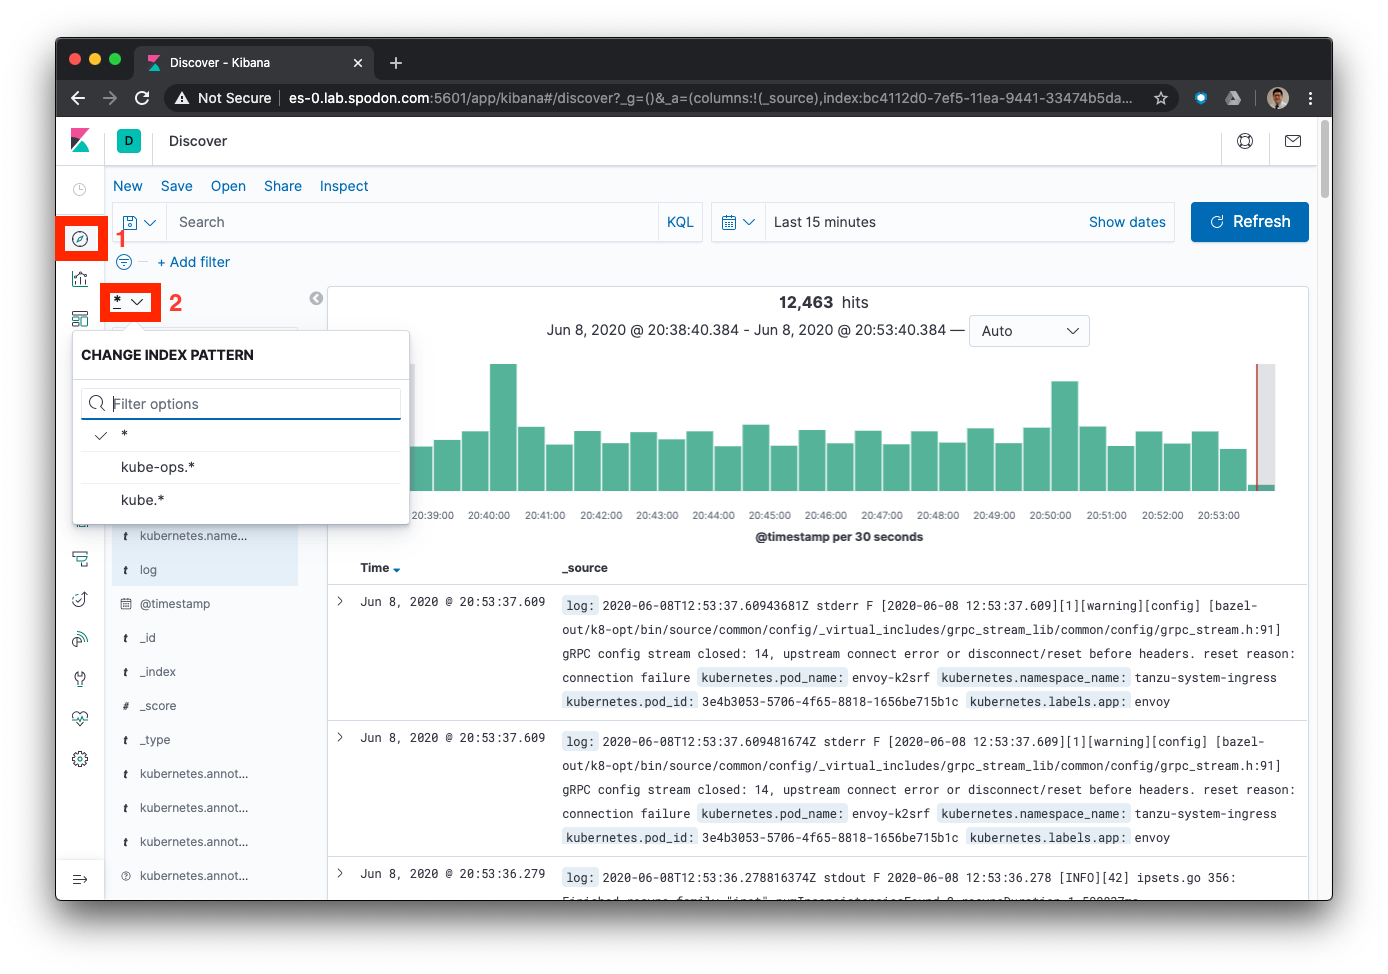 Discover - Kibana
Not Secure
es-0.lab.spodon.com:5601/app/kibana#/discover?_g=()&_a=(columns:!(_source),index:bc4112d0-7ef5-11ea-9441-33474b5da...
D
Discover
New Save Open Share Inspect
Search KQL
Last 15 minutes Show dates
Refresh
1
+ Add filter
* 2
CHANGE INDEX PATTERN
Filter options
*
kube-ops.*
kube.*
t kubernetes.name...
t log
@timestamp
t _id
t _index
# _score
t _type
t kubernetes.annot...
t kubernetes.annot...
t kubernetes.annot...
kubernetes.annot...
12,463 hits
Jun 8, 2020 @ 20:38:40.384 - Jun 8, 2020 @ 20:53:40.384 — Auto
20:39:00 20:40:00 20:41:00 20:42:00 20:43:00 20:44:00 20:45:00 20:46:00 20:47:00 20:48:00 20:49:00 20:50:00 20:51:00 20:52:00 20:53:00
@timestamp per 30 seconds
Time _source
Jun 8, 2020 @ 20:53:37.609 log: 2020-06-08T12:53:37.60943681Z stderr F [2020-06-08 12:53:37.609][1][warning][config] [bazel-
out/k8-opt/bin/source/common/config/_virtual_includes/grpc_stream_lib/common/config/grpc_stream.h:91]
gRPC config stream closed: 14, upstream connect error or disconnect/reset before headers. reset reason:
connection failure kubernetes.pod_name: envoy-k2srf kubernetes.namespace_name: tanzu-system-ingress
kubernetes.pod_id: 3e4b3053-5706-4f65-8818-1656be715b1c kubernetes.labels.app: envoy
Jun 8, 2020 @ 20:53:37.609 log: 2020-06-08T12:53:37.609481674Z stderr F [2020-06-08 12:53:37.609][1][warning][config] [bazel-
out/k8-opt/bin/source/common/config/_virtual_includes/grpc_stream_lib/common/config/grpc_stream.h:91]
gRPC config stream closed: 14, upstream connect error or disconnect/reset before headers. reset reason:
connection failure kubernetes.pod_name: envoy-k2srf kubernetes.namespace_name: tanzu-system-ingress
kubernetes.pod_id: 3e4b3053-5706-4f65-8818-1656be715b1c kubernetes.labels.app: envoy
Jun 8, 2020 @ 20:53:36.279 log: 2020-06-08T12:53:36.278816374Z stdout F 2020-06-08 12:53:36.278 [INFO][42] ipsets.go 356: